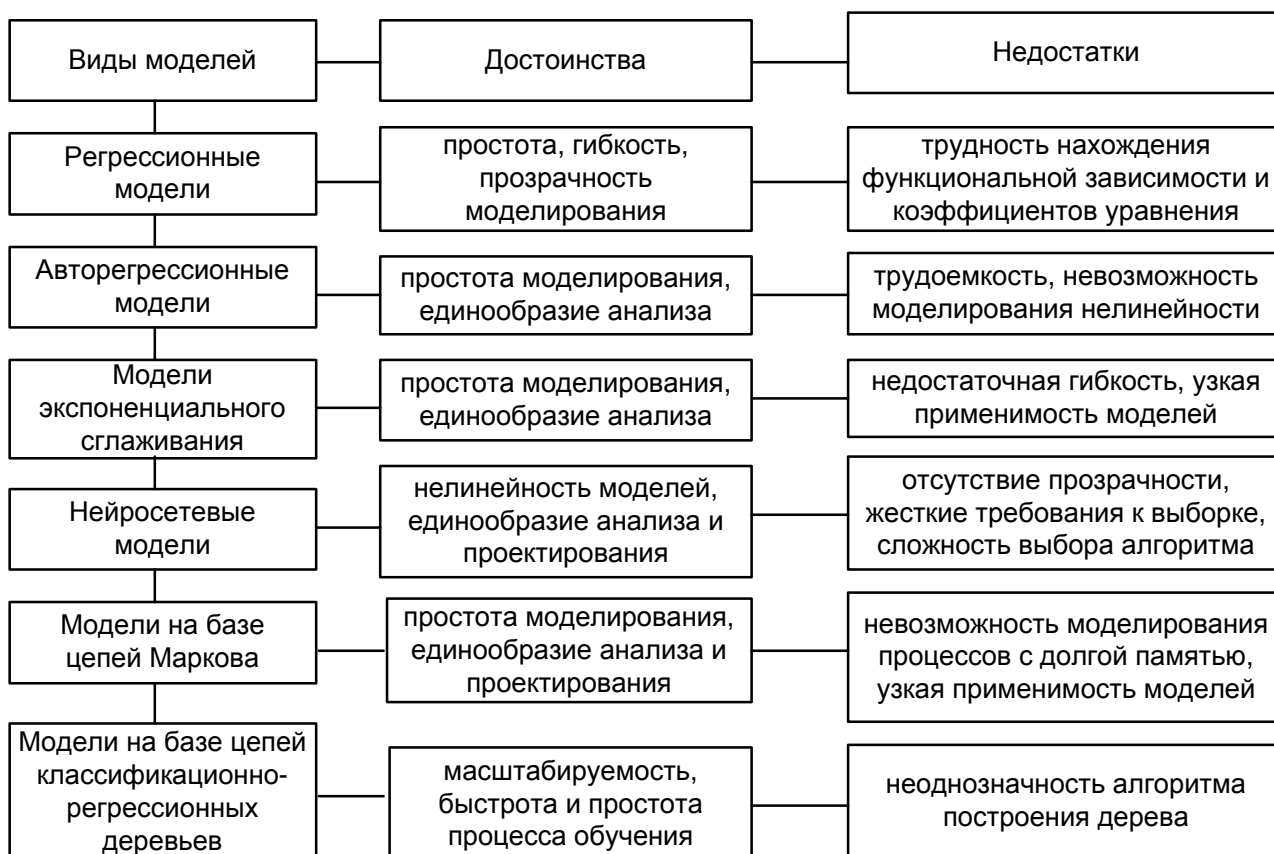 Виды моделей
Достоинства
Недостатки
Регрессионные
модели
простота, гибкость,
прозрачность
моделирования
трудность нахождения
функциональной зависимости и
коэффициентов уравнения
Авторегрессионные
модели
простота моделирования,
единообразие анализа
трудоемкость, невозможность
моделирования нелинейности
Модели
экспоненциального
сглаживания
простота моделирования,
единообразие анализа
недостаточная гибкость, узкая
применимость моделей
Нейросетевые
модели
нелинейность моделей,
единообразие анализа и
проектирования
отсутствие прозрачности,
жесткие требования к выборке,
сложность выбора алгоритма
Модели на базе
цепей Маркова
простота моделирования,
единообразие анализа и
проектирования
невозможность моделирования
процессов с долгой памятью,
узкая применимость моделей
Модели на базе цепей
классификационно-
регрессионных
деревьев
масштабируемость,
быстрота и простота
процесса обучения
неоднозначность алгоритма
построения дерева